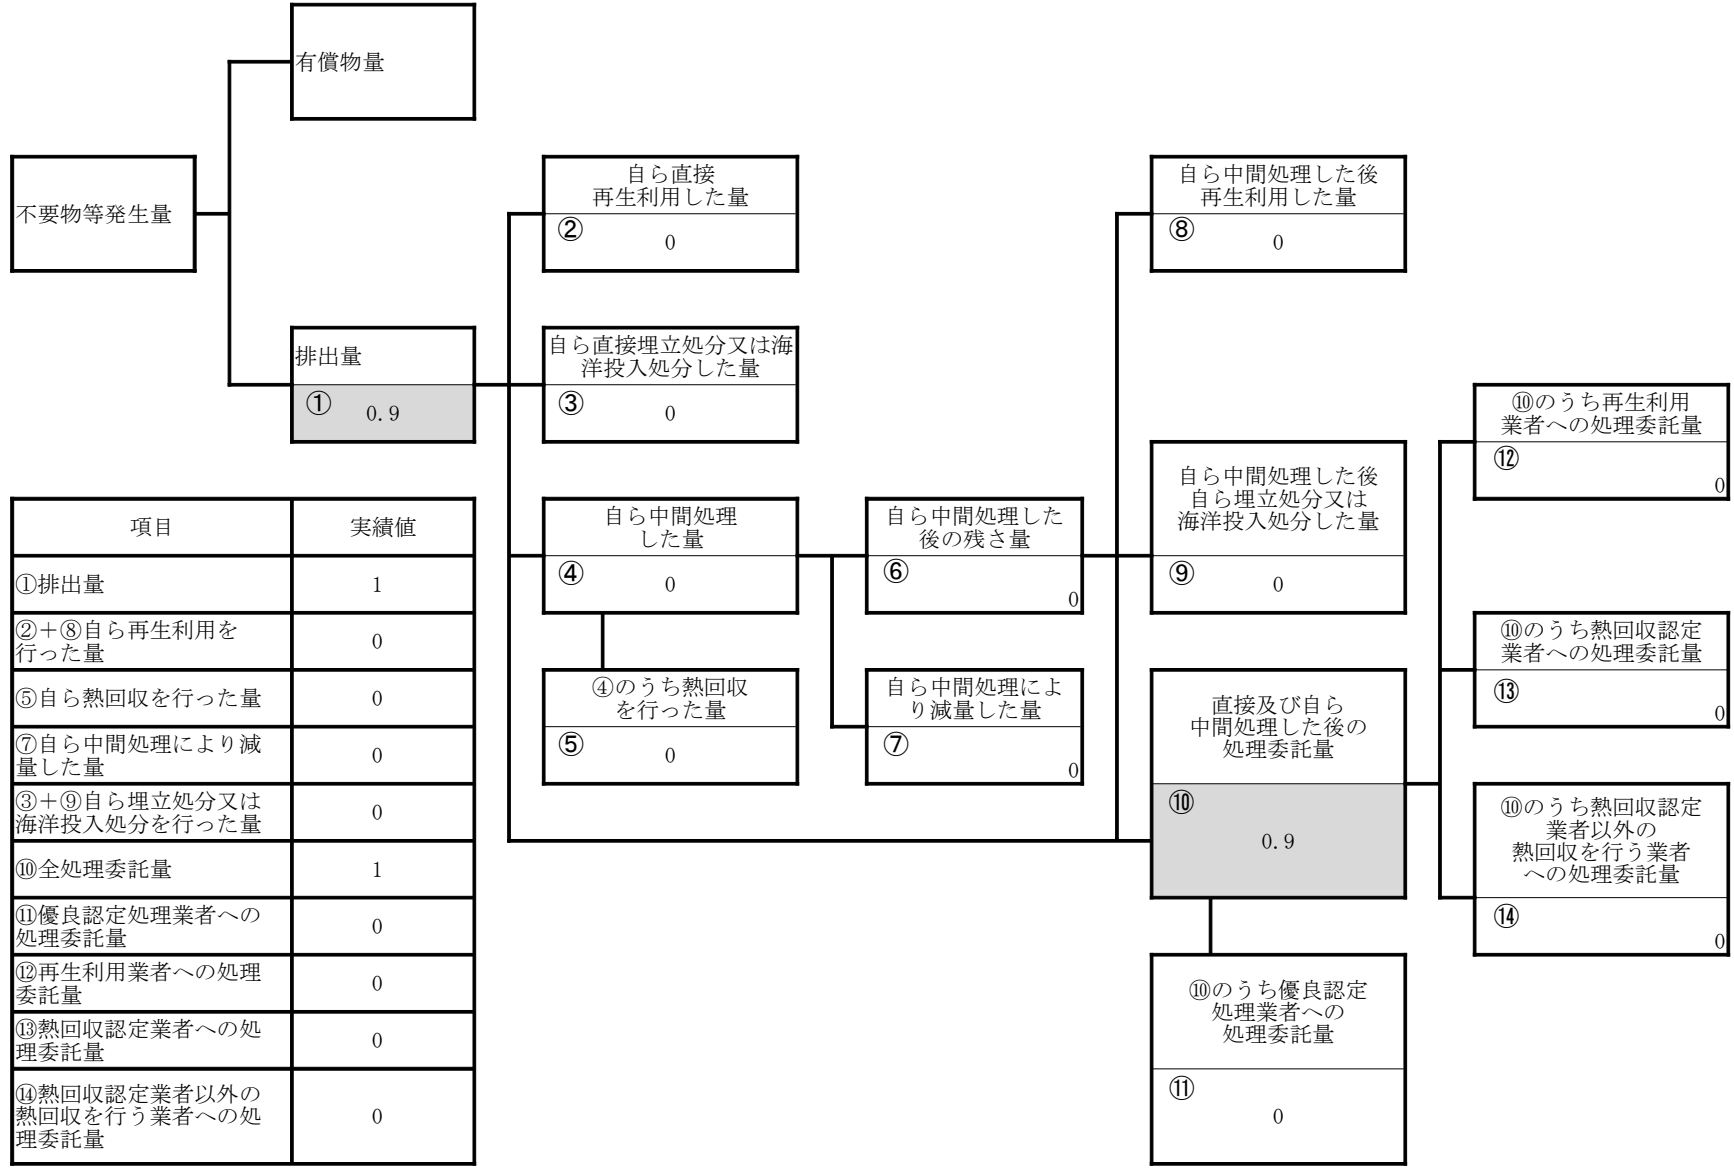 有償物量
不要物等発生量
排出量
①
0.9
自ら直接
再生利用した量
②
0
自ら直接埋立処分又は海
洋投入処分した量
③
0
自ら中間処理
した量
④
0
④のうち熱回収
を行った量
⑤
0
自ら中間処理した
後の残さ量
⑥
0
自ら中間処理によ
り減量した量
⑦
0
自ら中間処理した後
再生利用した量
⑧
0
自ら中間処理した後
自ら埋立処分又は
海洋投入処分した量
⑨
0
直接及び自ら
中間処理した後の
処理委託量
⑩
0.9
⑩のうち優良認定
処理業者への
処理委託量
⑪
0
⑩のうち再生利用
業者への処理委託量
⑫
0
⑩のうち熱回収認定
業者への処理委託量
⑬
0
⑩のうち熱回収認定
業者以外の
熱回収を行う業者
への処理委託量
⑭
0
項目 実績値
①排出量 1
②＋⑧自ら再生利用を
行った量 0
⑤自ら熱回収を行った量 0
⑦自ら中間処理により減
量した量 0
③＋⑨自ら埋立処分又は
海洋投入処分を行った量 0
⑩全処理委託量 1
⑪優良認定処理業者への
処理委託量 0
⑫再生利用業者への処理
委託量 0
⑬熱回収認定業者への処
理委託量 0
⑭熱回収認定業者以外の
熱回収を行う業者への処
理委託量 0